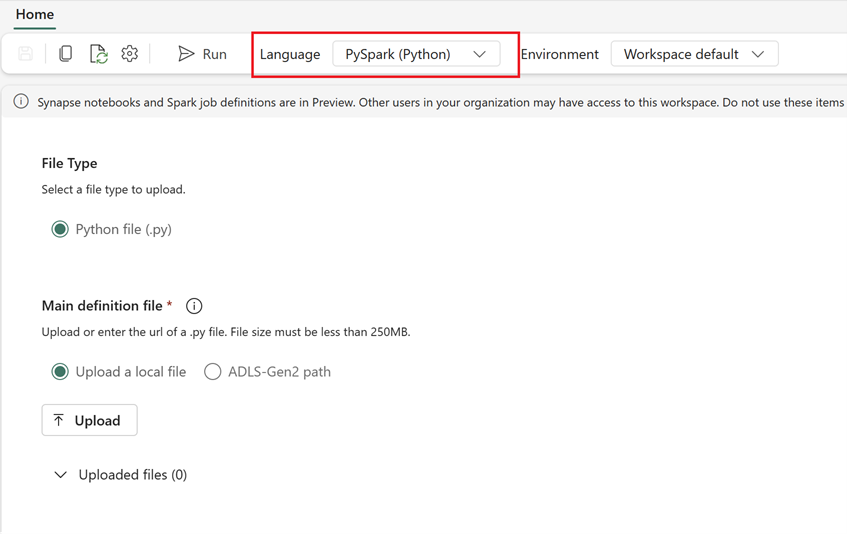 Home
Run Language PySpark (Python) Environment Workspace default
Synapse notebooks and Spark job definitions are in Preview. Other users in your organization may have access to this workspace. Do not use these items
File Type
Select a file type to upload.
Python file (.py)
Main definition file *
Upload or enter the url of a .py file. File size must be less than 250MB.
Upload a local file ADLS-Gen2 path
Upload
Uploaded files (0)